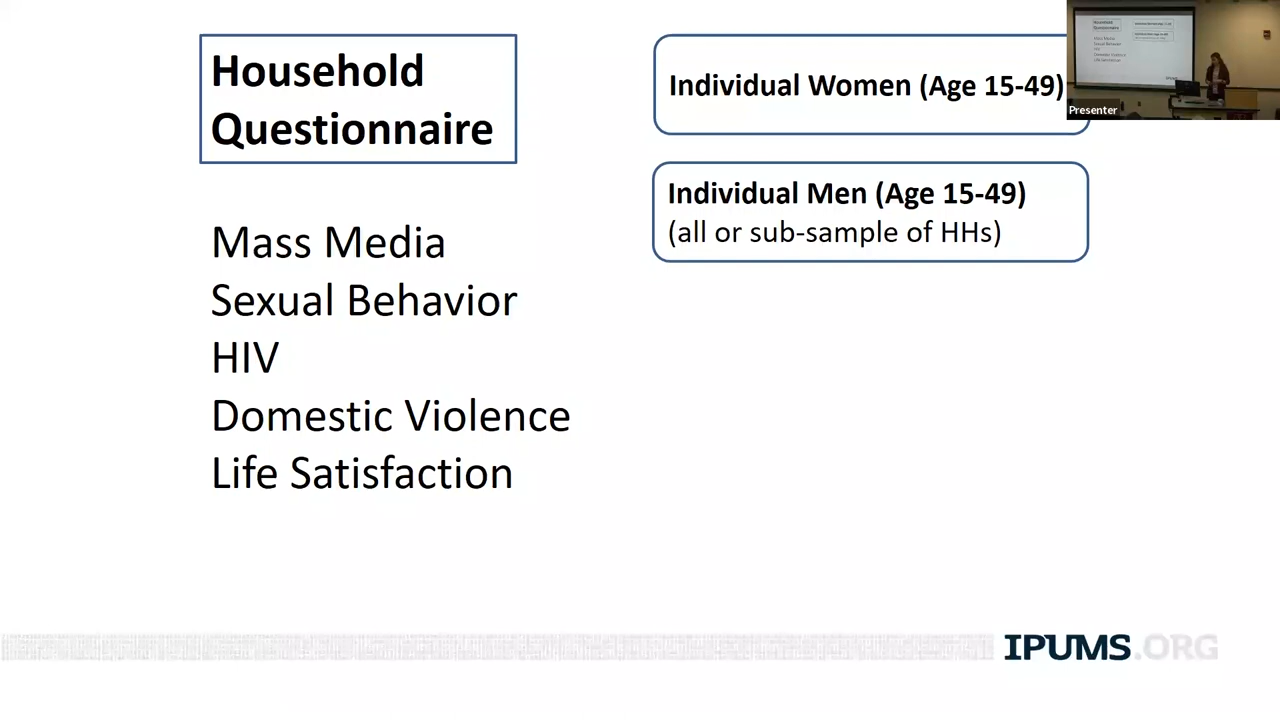 Household
Questionnaire
Mass Media
Sexual Behavior
HIV
Domestic Violence
Life Satisfaction
Individual Women (Age 15-49)
Individual Men (Age 15-49)
(all or sub-sample of HHs)
Presenter
IPUMS.ORG